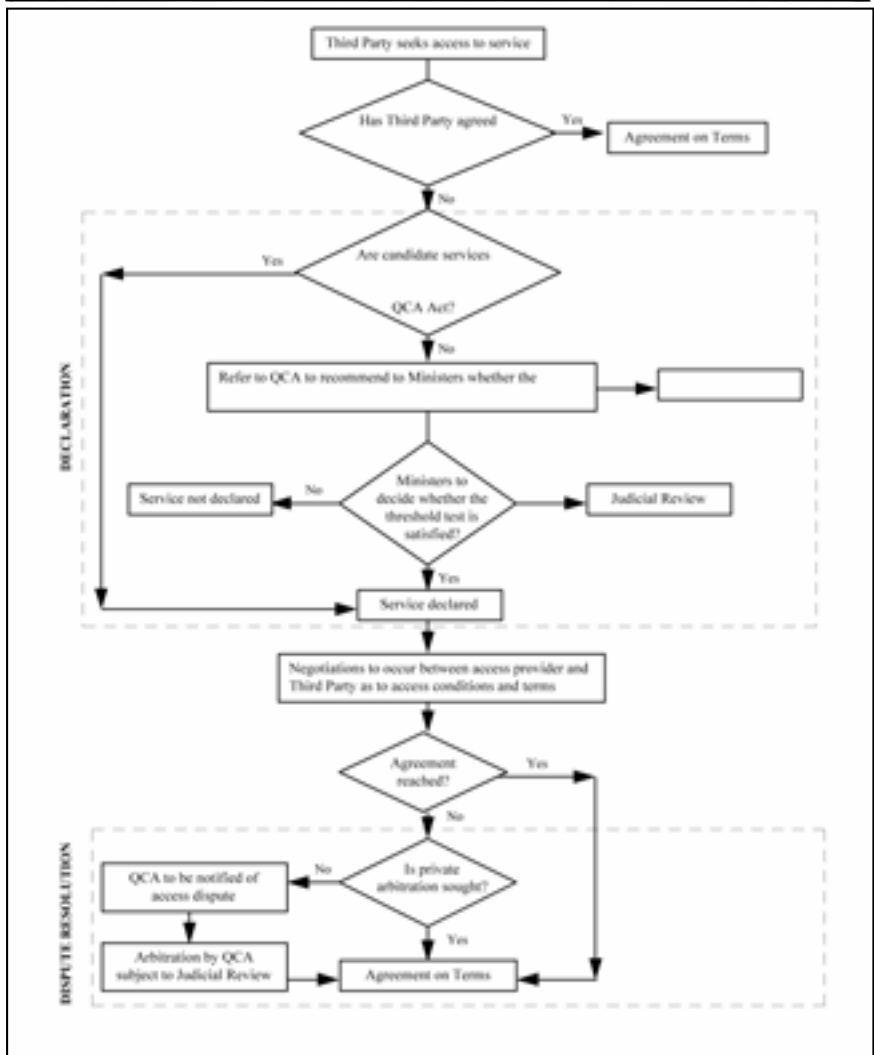 Third Party seeks access to service
Has Third Party agreed
Yes
Agreement on Terms
No
Are candidate services
QCA Act?
Yes
No
Refer to QCA to recommend to Ministers whether the
DECLARATION
Ministers to
decide whether the
threshold test is
satisfied?
No
Service not declared
Judicial Review
Yes
Service declared
Negotiations to occur between access provider and
Third Party as to access conditions and terms
Agreement
reached?
Yes
No
DISPUTE RESOLUTION
Is private
arbitration sought?
No
QCA to be notified of
access dispute
Yes
Arbitration by QCA
subject to Judicial Review
Agreement on Terms